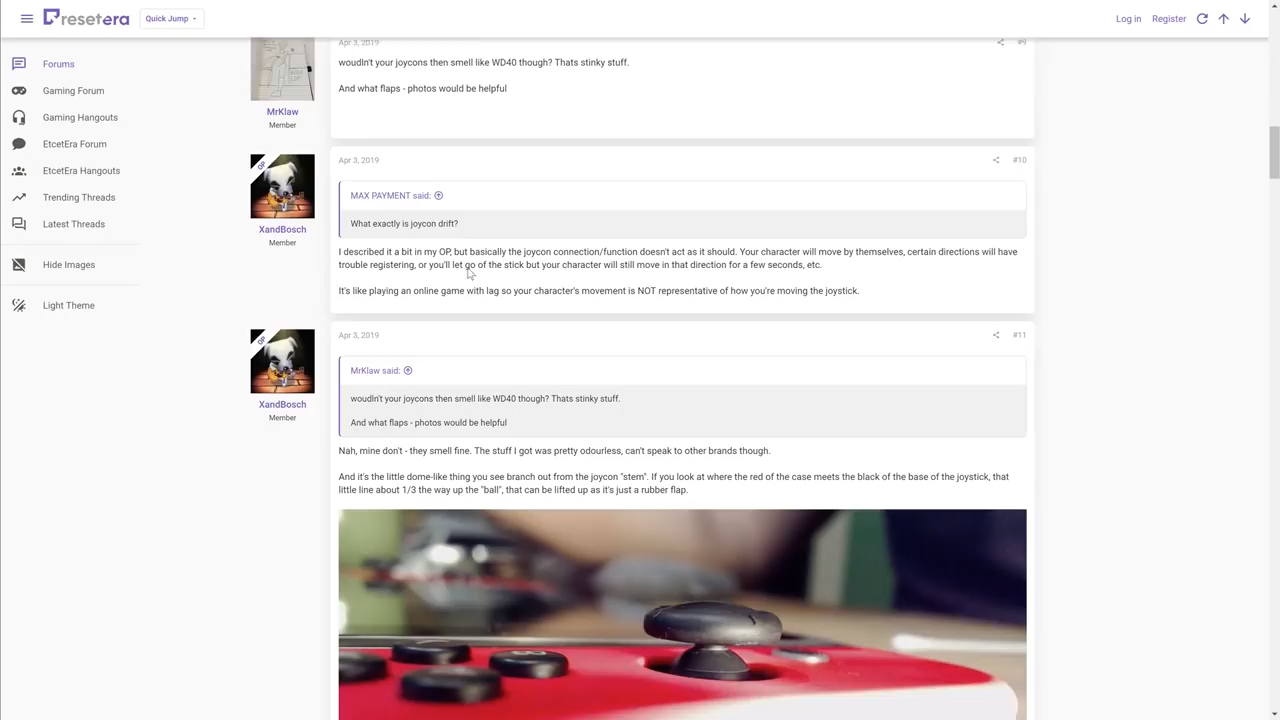 resetera
Quick Jump
Log in
Register
Forums
Gaming Forum
Gaming Hangouts
EtcetEra Forum
EtcetEra Hangouts
Trending Threads
Latest Threads
Hide Images
Light Theme
Apr 3, 2019
#9
woudln't your joycons then smell like WD40 though? Thats stinky stuff.
And what flaps - photos would be helpful
MrKlaw
Member
Apr 3, 2019
#10
OP
XandBosch
Member
MAX PAYMENT said:
What exactly is joycon drift?
I described it a bit in my OP, but basically the joycon connection/function doesn't act as it should. Your character will move by themselves, certain directions will have
trouble registering, or you'll let go of the stick but your character will still move in that direction for a few seconds, etc.
It's like playing an online game with lag so your character's movement is NOT representative of how you're moving the joystick.
Apr 3, 2019
#11
OP
XandBosch
Member
MrKlaw said:
woudln't your joycons then smell like WD40 though? Thats stinky stuff.
And what flaps - photos would be helpful
Nah, mine don't - they smell fine. The stuff I got was pretty odourless, can't speak to other brands though.
And it's the little dome-like thing you see branch out from the joycon "stem". If you look at where the red of the case meets the black of the base of the joystick, that
little line about 1/3 the way up the "ball", that can be lifted up as it's just a rubber flap.